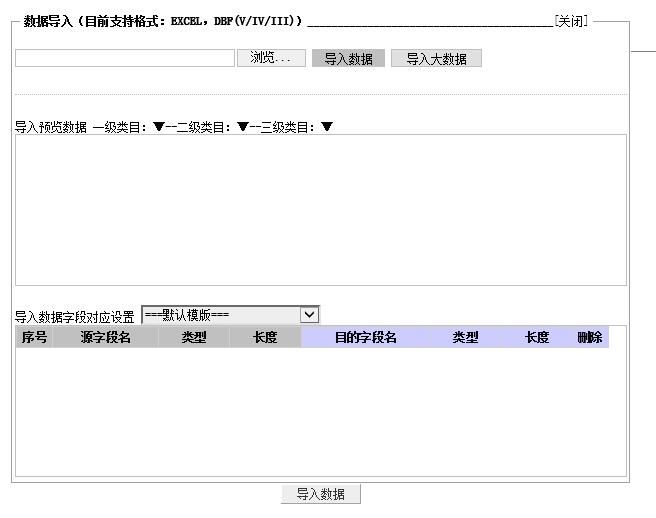 数据导入（目前支持格式：EXCEL，DBF(V/IV/III)）_________________________________________[关闭]
浏览... 导入数据 导入大数据
导入预览数据 一级类目：▼--二级类目：▼--三级类目：▼
导入数据字段对应设置 ===默认模版===
序号 源字段名 类型 长度 目的字段名 类型 长度 删除
导入数据